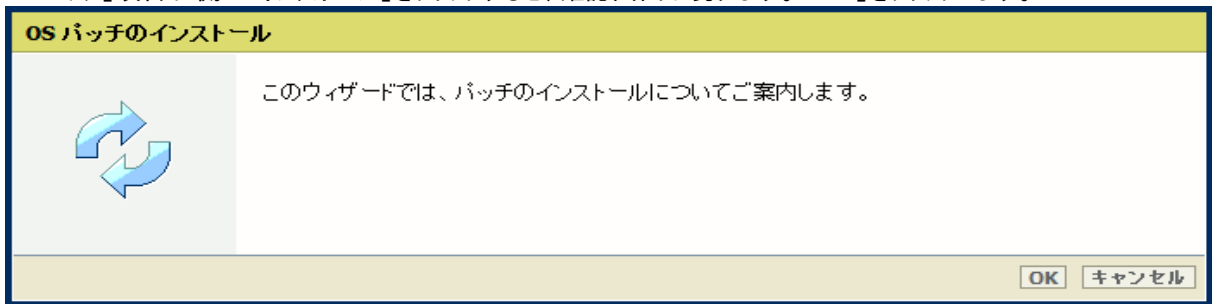 OS パッチのインストール
このウィザードでは、パッチのインストールについてご案内します。
OK キャンセル